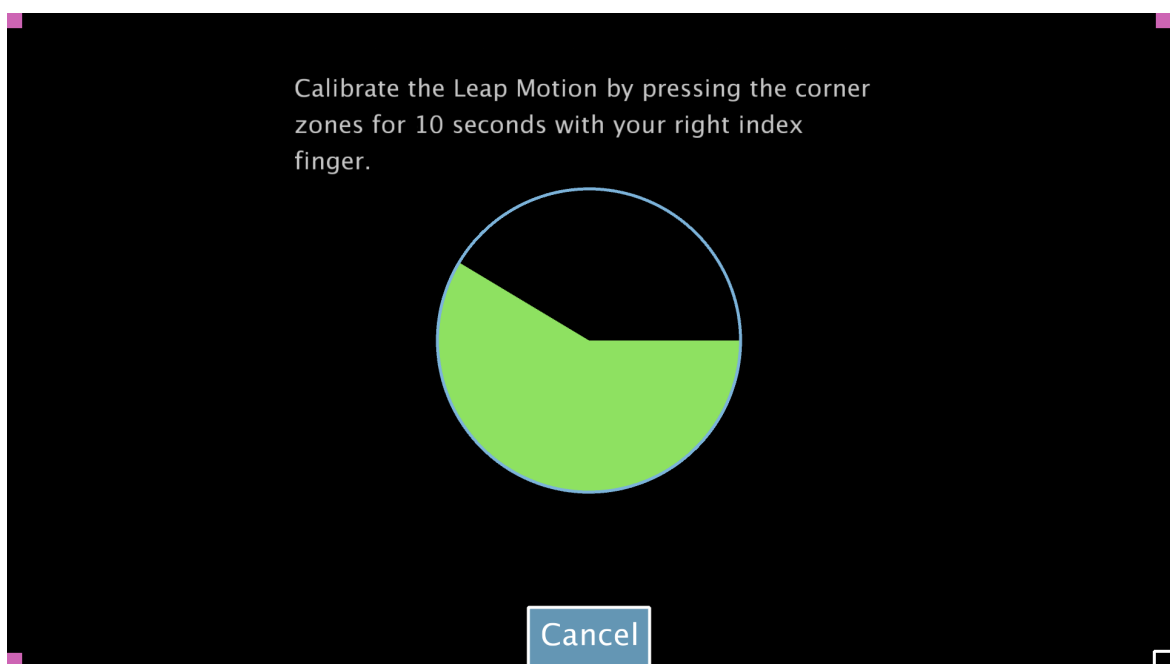 Calibrate the Leap Motion by pressing the corner
zones for 10 seconds with your right index
finger.
Cancel